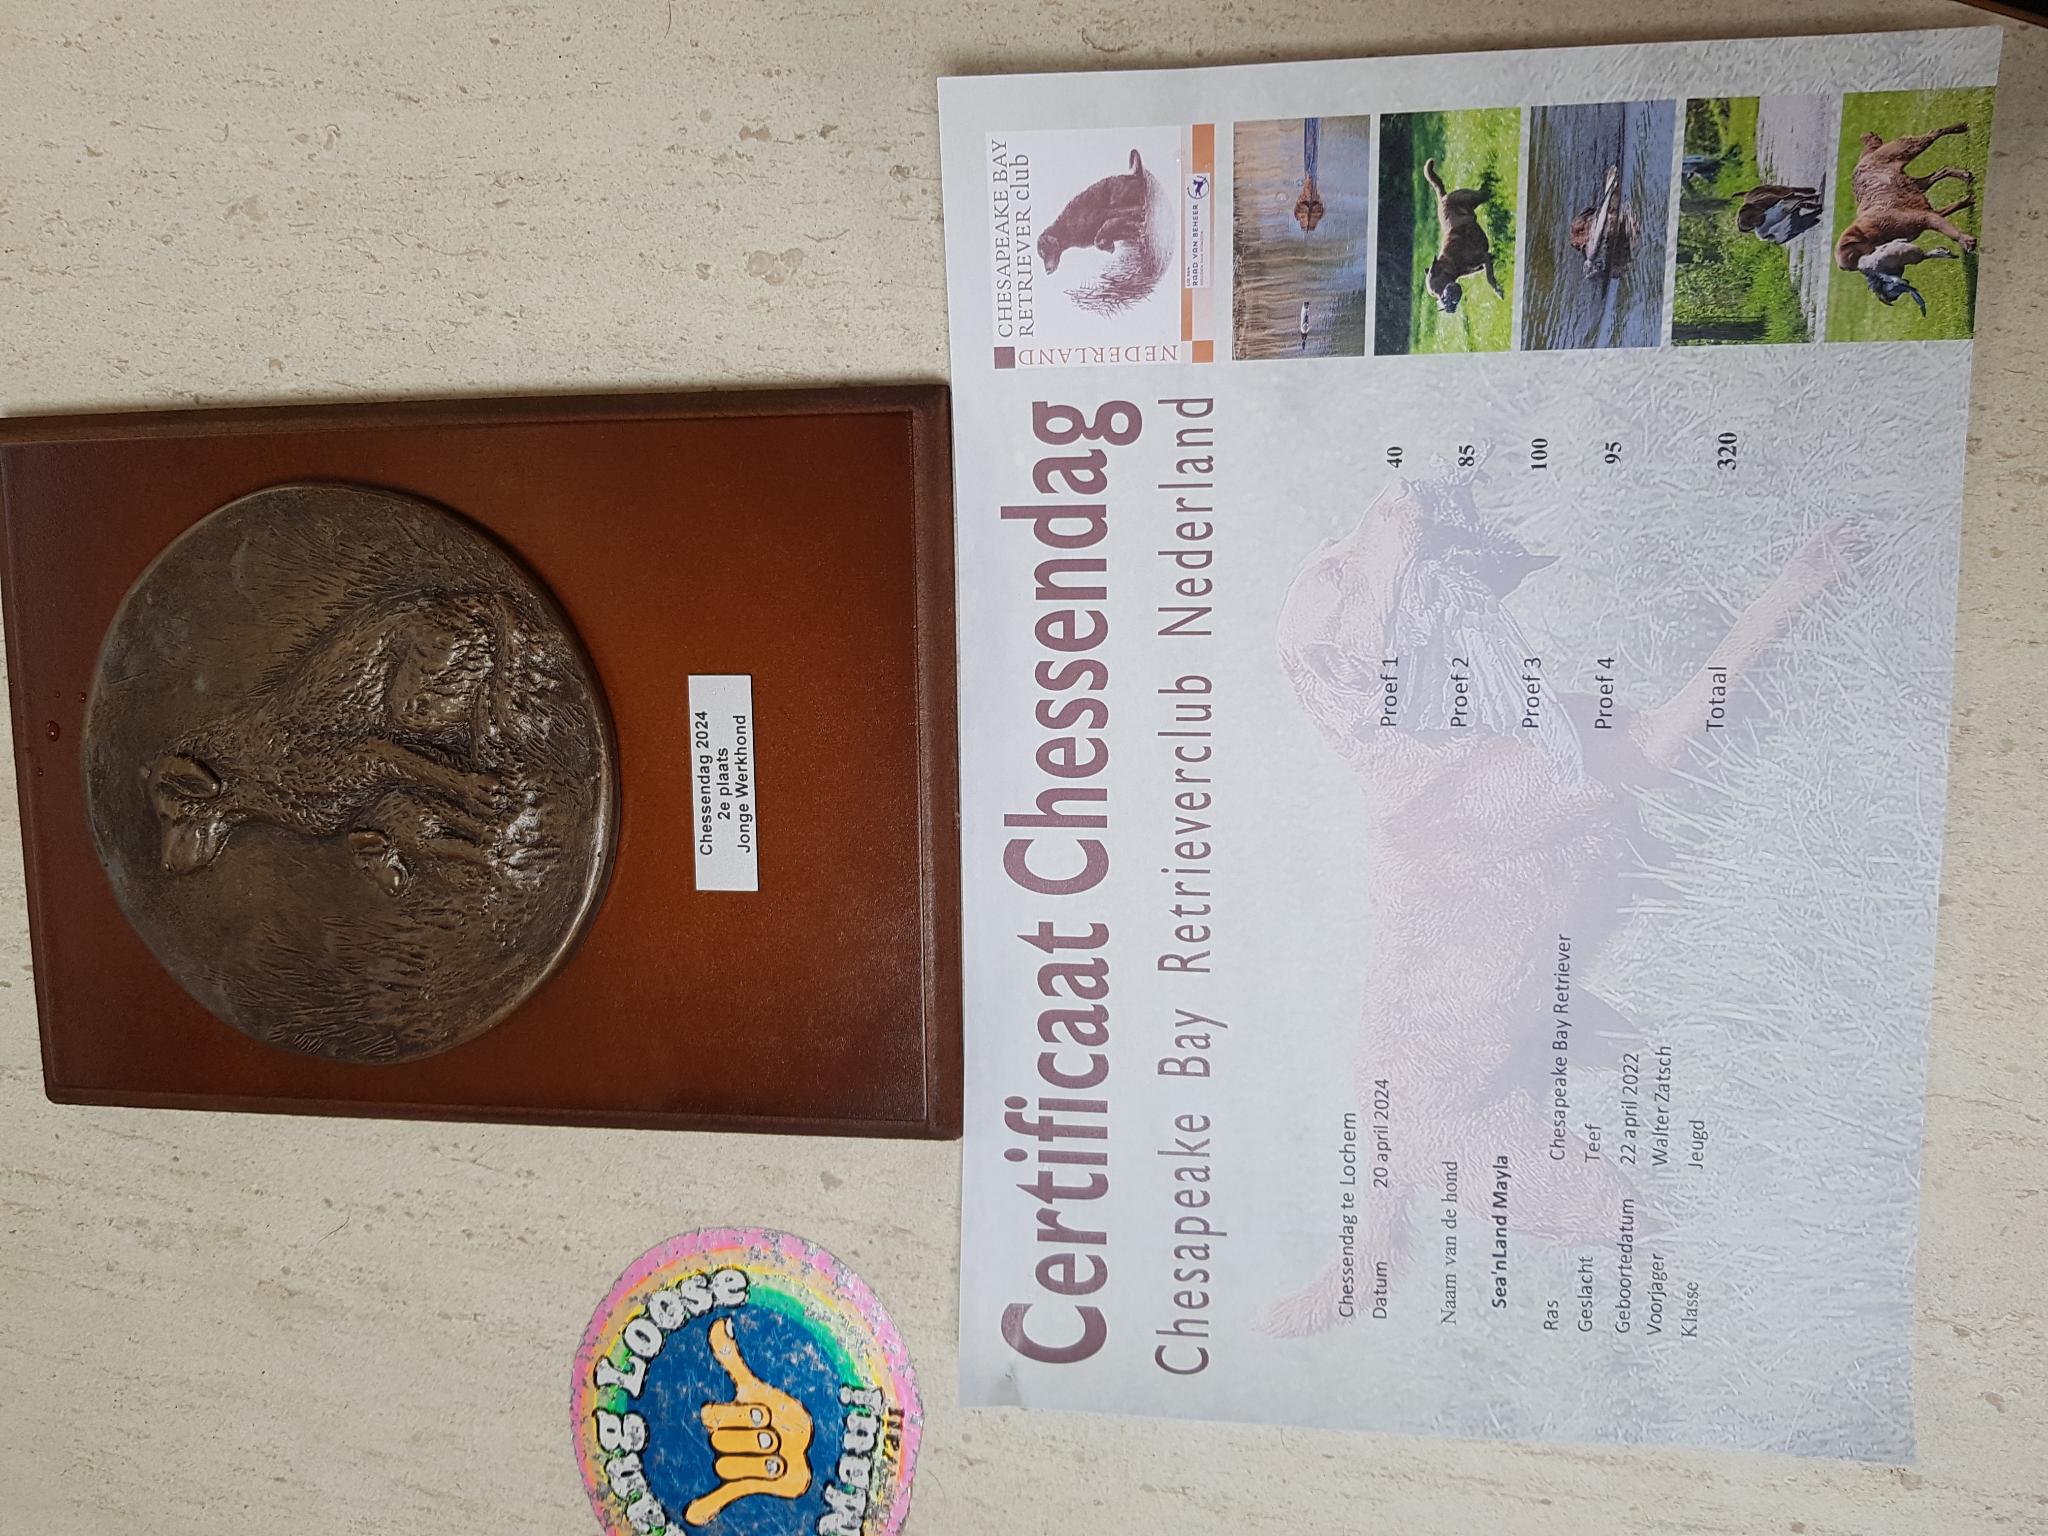 Chessendag 2024
2e plaats
Jonge Werkhond
Certificaat Chessendag
Chesapeake Bay Retrieverclub Nederland
CHESAPEAKE BAY
RETRIEVER club
NEDERLAND
RAAD VAN BEHEER
Chessendag te Lochem
Datum 20 april 2024
Naam van de hond
Sea'nLand Mayla
Ras Chesapeake Bay Retriever
Geslacht Teef
Geboortedatum 22 april 2022
Voorjager Walter Zatsch
Klasse Jeugd
Proef 1 40
Proef 2 85
Proef 3 100
Proef 4 95
Totaal 320
Loose
Maui